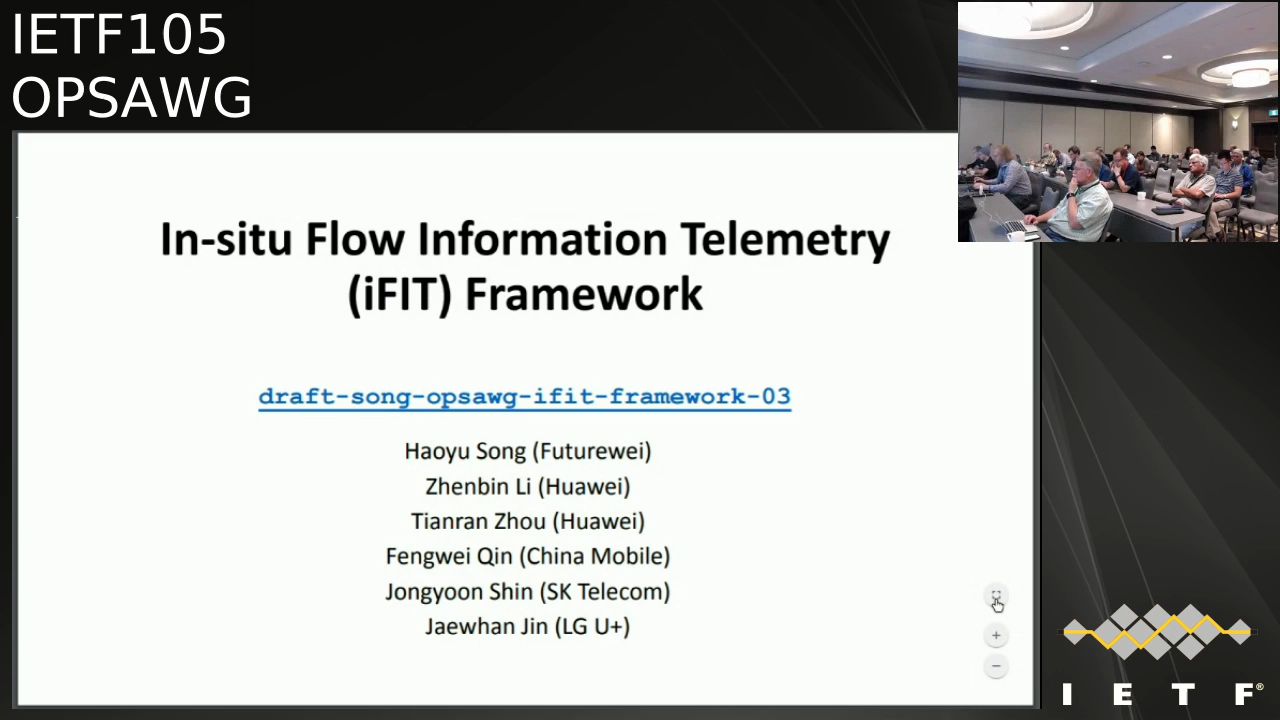 IETF105
OPSAWG
In-situ Flow Information Telemetry
(iFIT) Framework
draft-song-opsawg-ifit-framework-03
Haoyu Song (Futurewei)
Zhenbin Li (Huawei)
Tianran Zhou (Huawei)
Fengwei Qin (China Mobile)
Jongyoon Shin (SK Telecom)
Jaewhan Jin (LG U+)
I E T F®